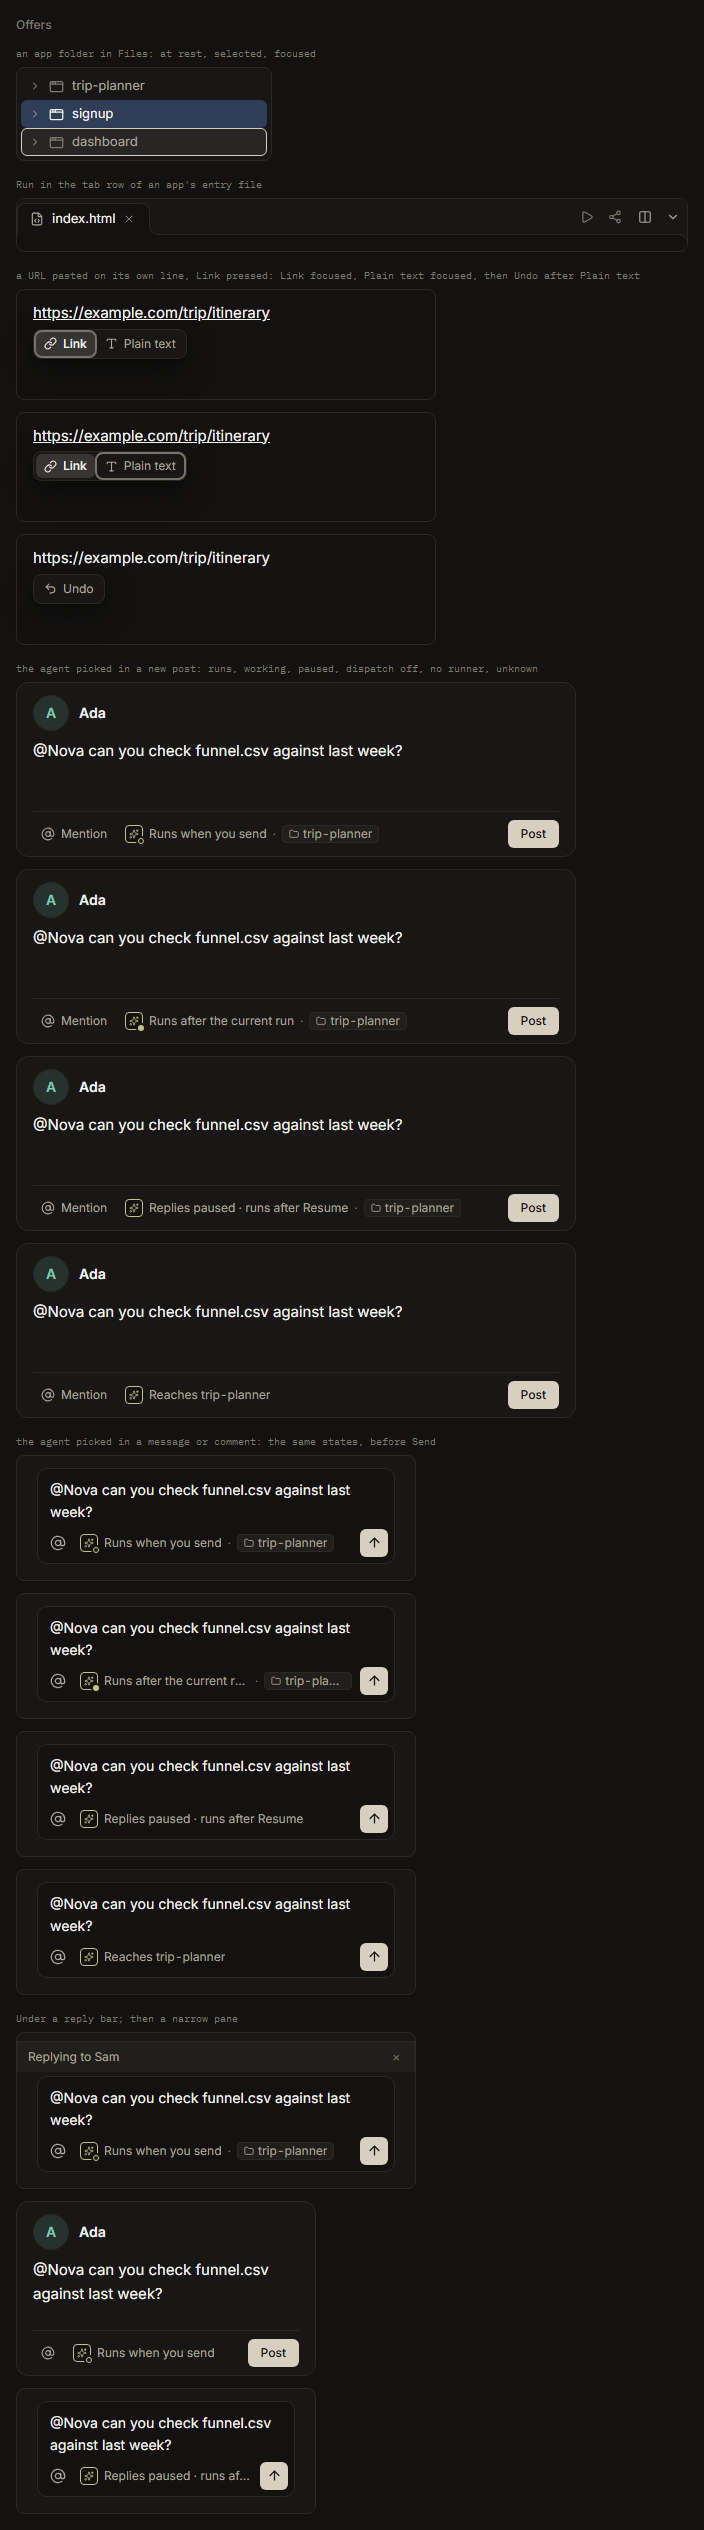 Offers
an app folder in Files: at rest, selected, focused
trip-planner
signup
dashboard
Run in the tab row of an app's entry file
index.html ×
a URL pasted on its own line, Link pressed: Link focused, Plain text focused, then Undo after Plain text
https://example.com/trip/itinerary
Link Plain text
https://example.com/trip/itinerary
Link Plain text
https://example.com/trip/itinerary
Undo
the agent picked in a new post: runs, working, paused, dispatch off, no runner, unknown
A Ada
@Nova can you check funnel.csv against last week?
@ Mention Runs when you send · trip-planner Post
A Ada
@Nova can you check funnel.csv against last week?
@ Mention Runs after the current run · trip-planner Post
A Ada
@Nova can you check funnel.csv against last week?
@ Mention Replies paused · runs after Resume · trip-planner Post
A Ada
@Nova can you check funnel.csv against last week?
@ Mention Reaches trip-planner Post
the agent picked in a message or comment: the same states, before Send
@Nova can you check funnel.csv against last
week?
@ Runs when you send · trip-planner
@Nova can you check funnel.csv against last
week?
@ Runs after the current r... · trip-pla...
@Nova can you check funnel.csv against last
week?
@ Replies paused · runs after Resume
@Nova can you check funnel.csv against last
week?
@ Reaches trip-planner
Under a reply bar; then a narrow pane
Replying to Sam ×
@Nova can you check funnel.csv against last
week?
@ Runs when you send · trip-planner
A Ada
@Nova can you check funnel.csv
against last week?
@ Runs when you send Post
@Nova can you check funnel.csv
against last week?
@ Replies paused · runs af...